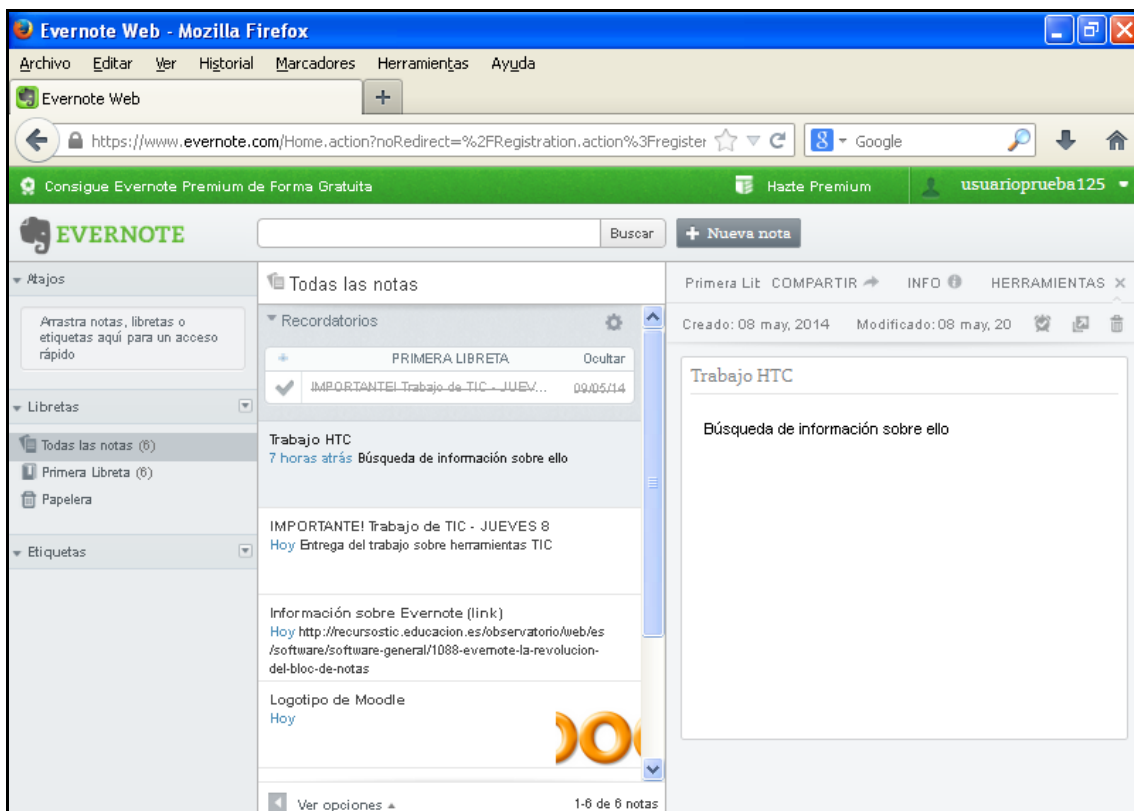 Evernote Web - Mozilla Firefox
Archivo Editar Ver Historial Marcadores Herramientas Ayuda
Evernote Web
https://www.evernote.com/Home.action?noRedirect=%2FRegistration.action%3Fregister
Google
Consigue Evernote Premium de Forma Gratuita
Hazte Premium
usuarioprueba125
EVERNOTE
Buscar
+ Nueva nota
Atajos
Arrastra notas, libretas o
etiquetas aquí para un acceso
rápido
Libretas
Todas las notas (6)
Primera Libreta (6)
Papelera
Etiquetas
Todas las notas
Recordatorios
PRIMERA LIBRETA Ocultar
IMPORTANTE! Trabajo de TIC - JUEV... 09/05/14
Trabajo HTC
7 horas atrás Búsqueda de información sobre ello
IMPORTANTE! Trabajo de TIC - JUEVES 8
Hoy Entrega del trabajo sobre herramientas TIC
Información sobre Evernote (link)
Hoy http://recursostic.educacion.es/observatorio/web/es
/software/software-general/1088-evernote-la-revolucion-
del-bloc-de-notas
Logotipo de Moodle
Hoy
OO
Ver opciones
1-6 de 6 notas
Primera Lib COMPARTIR INFO HERRAMIENTAS
Creado: 08 may, 2014 Modificado: 08 may, 20
Trabajo HTC
Búsqueda de información sobre ello